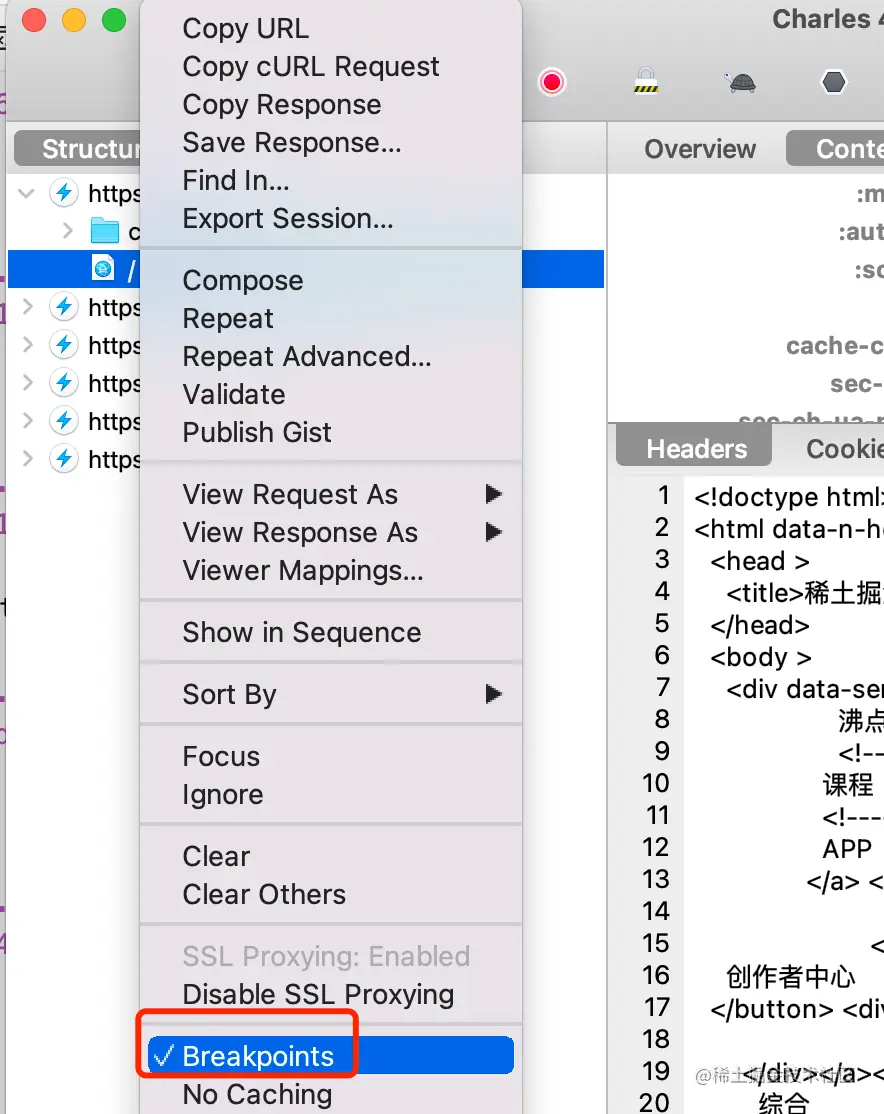 Charles 4
Copy URL
Copy cURL Request
Copy Response
Save Response...
Find In...
Export Session...
Compose
Repeat
Repeat Advanced...
Validate
Publish Gist
View Request As
View Response As
Viewer Mappings...
Show in Sequence
Sort By
Focus
Ignore
Clear
Clear Others
SSL Proxying: Enabled
Disable SSL Proxying
✓ Breakpoints
No Caching
Structur
https
c
/
https
https
https
https
https
Overview Conte
:m
:aut
:sc
cache-c
sec-
Headers Cookie
1 <!doctype html>
2 <html data-n-he
3 <head >
4 <title>稀土掘
5 </head>
6 <body >
7 <div data-ser
8 沸点
9 <!--
10 课程
11 <!----
12 APP
13 </a> <
14
15 <
16 创作者中心
17 </button> <div
18
19 </div></a><
20 综合
@稀土掘金技术社区